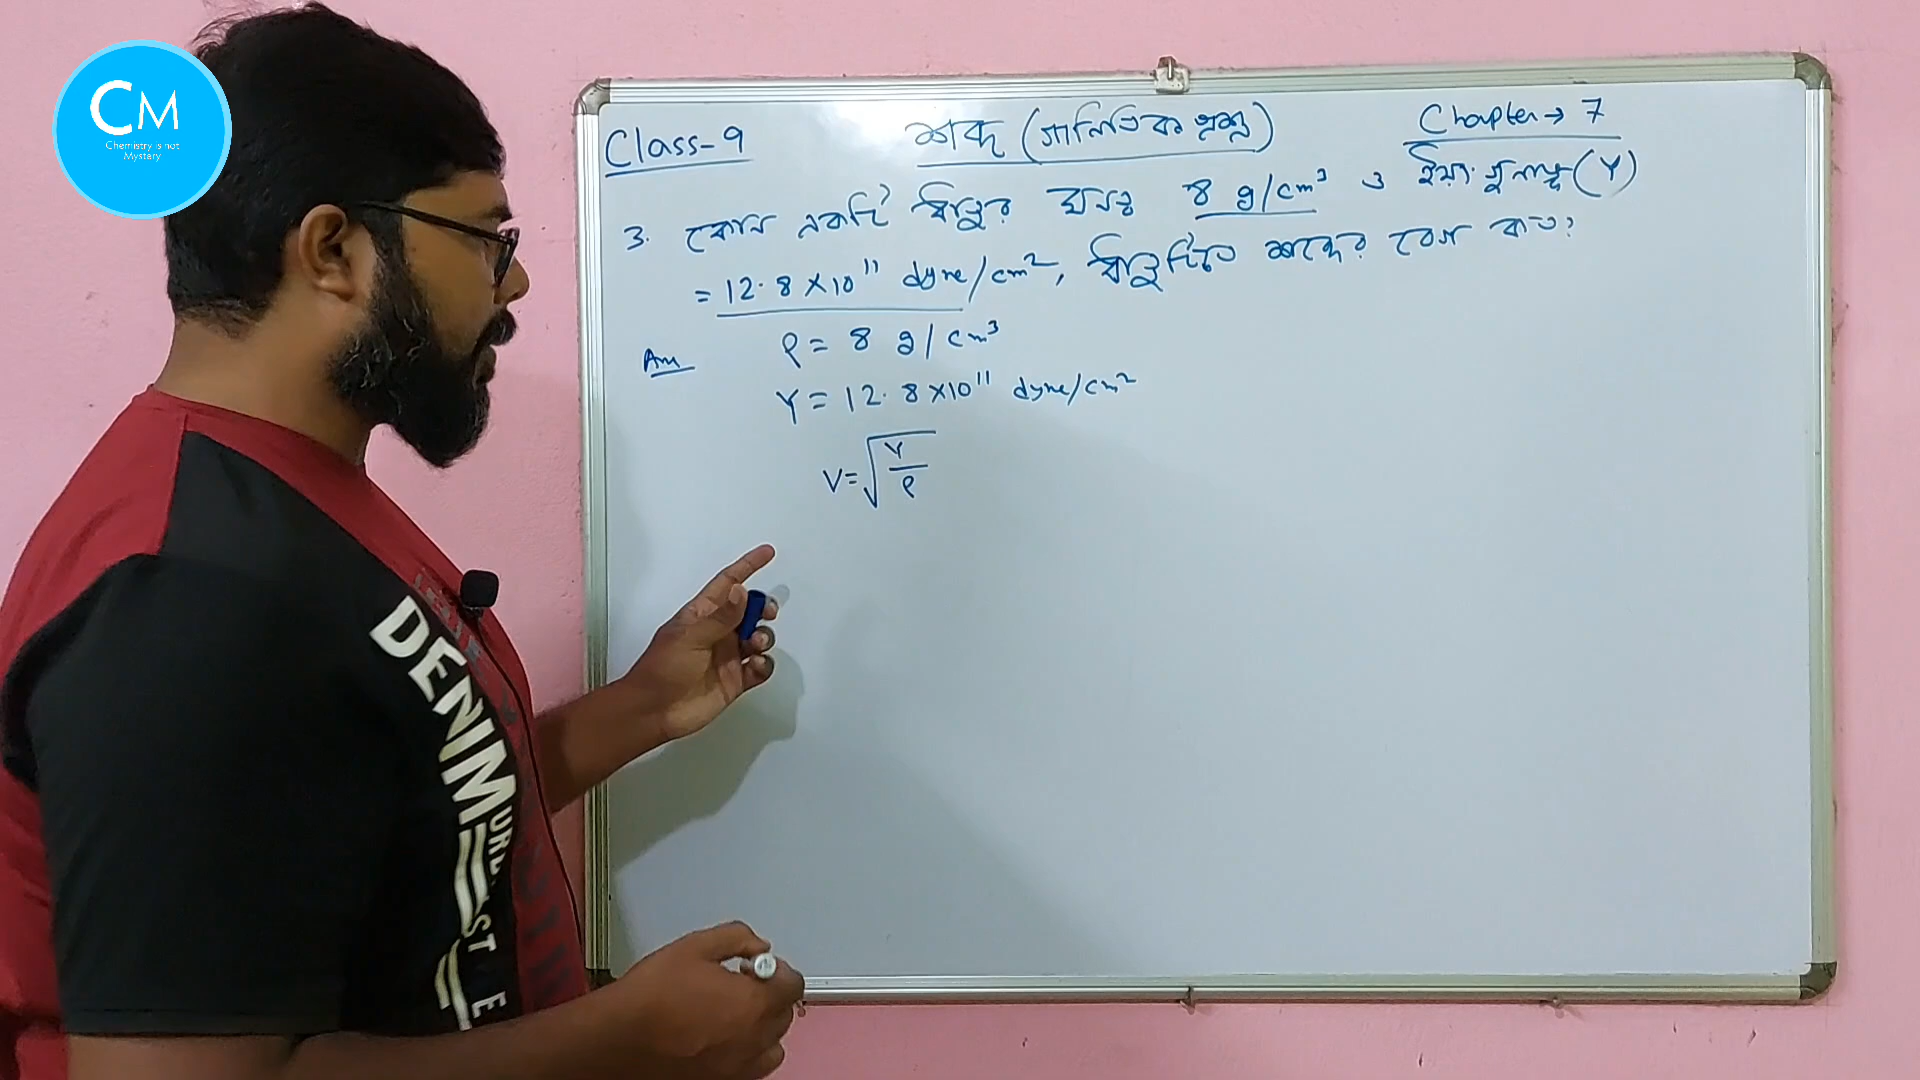 CM
Chemistry is not
Mystery
Class-9
শব্দ (গানিতিক প্রশ্ন)
Chapter → 7
3. কোন একটি ধাতুর ঘনত্ব 8 g/cm³ ও ইয়ং গুনাঙ্ক (Y)
= 12.8 × 10¹¹ dyne/cm², ধাতুটিতে শব্দের বেগ কত?
Ans
ρ = 8 g/cm³
Y = 12.8 × 10¹¹ dyne/cm²
V = √(Y/ρ)
DENIM